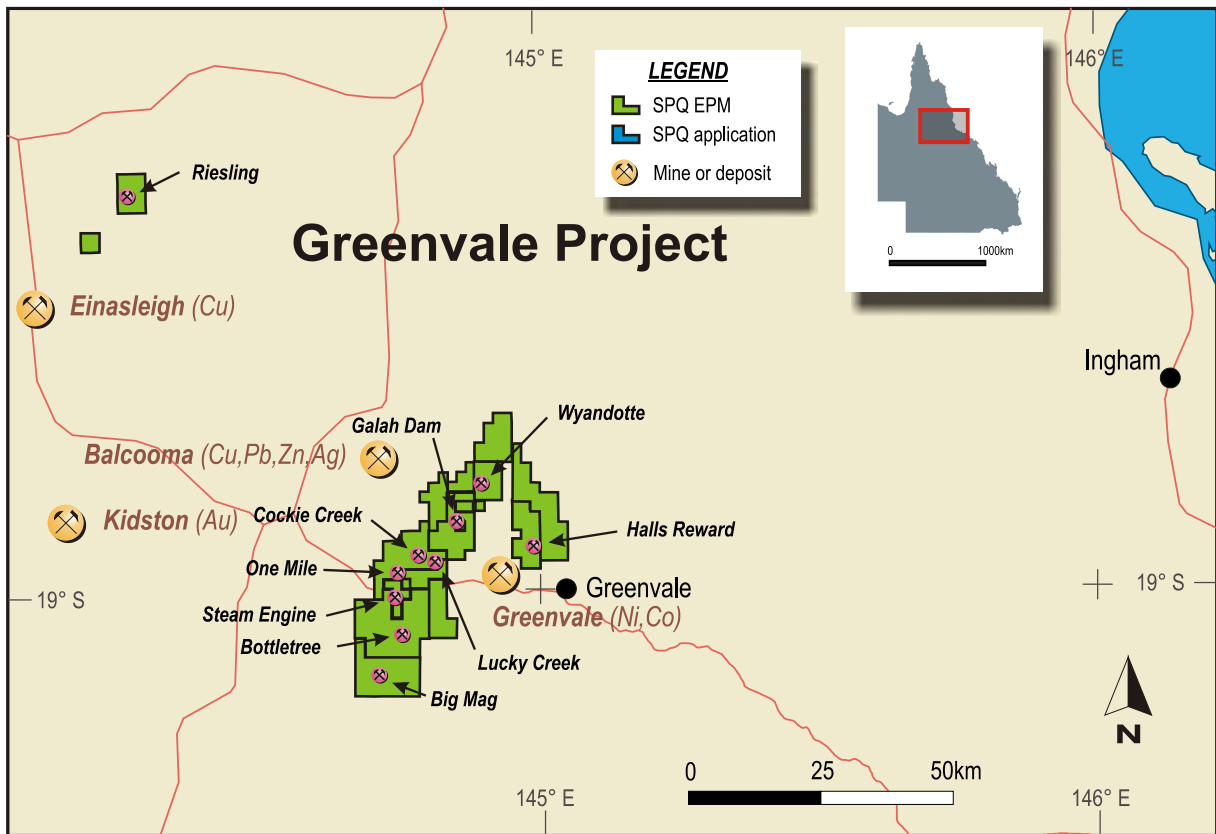 145° E
146° E
LEGEND
SPQ EPM
SPQ application
Mine or deposit
0
1000km
Riesling
Greenvale Project
Einasleigh (Cu)
Ingham
Wyandotte
Galah Dam
Balcooma (Cu,Pb,Zn,Ag)
Kidston (Au)
Cockie Creek
Halls Reward
One Mile
Greenvale
19° S
19° S
Steam Engine
Greenvale (Ni,Co)
Bottletree
Lucky Creek
Big Mag
N
0
25
50km
145° E
146° E